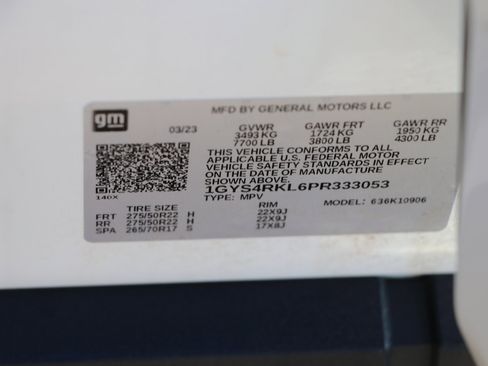 gm
MFD BY GENERAL MOTORS LLC
03/23 GVWR GAWR FRT GAWR RR
3493 KG 1724 KG 1950 KG
7700 LB 3800 LB 4300 LB
THIS VEHICLE CONFORMS TO ALL
APPLICABLE U.S. FEDERAL MOTOR
VEHICLE SAFETY STANDARDS IN EFFECT
ON THE DATE OF MANUFACTURE
SHOWN ABOVE.
1GYS4RKL6PR333053
140X
TYPE: MPV MODEL: 636K10906
TIRE SIZE RIM
FRT 275/50R22 H 22X9J
RR 275/50R22 H 22X9J
SPA 265/70R17 S 17X8J